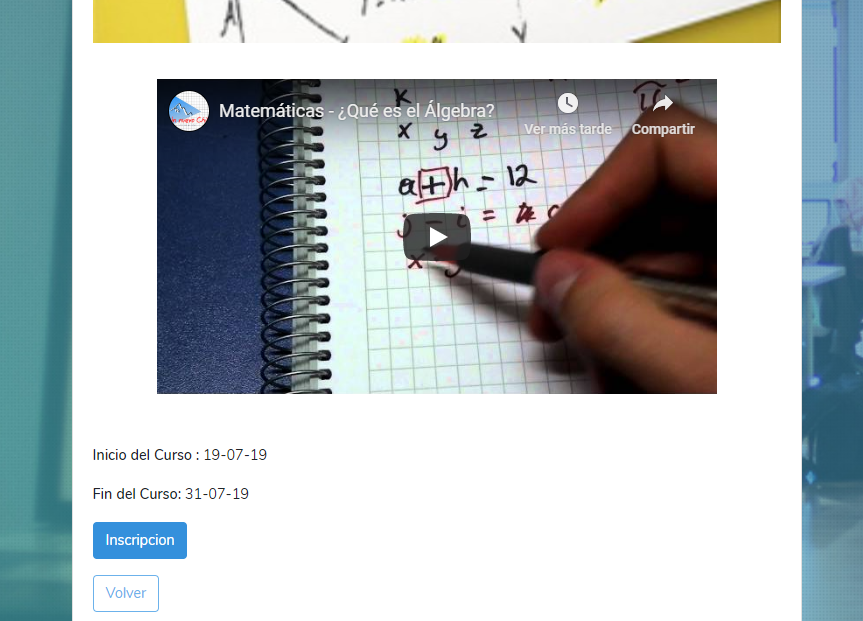 A
Matemáticas - ¿Qué es el Álgebra?
Ver más tarde
Compartir
k
x y z
a + h = 12
Inicio del Curso : 19-07-19
Fin del Curso: 31-07-19
Inscripcion
Volver